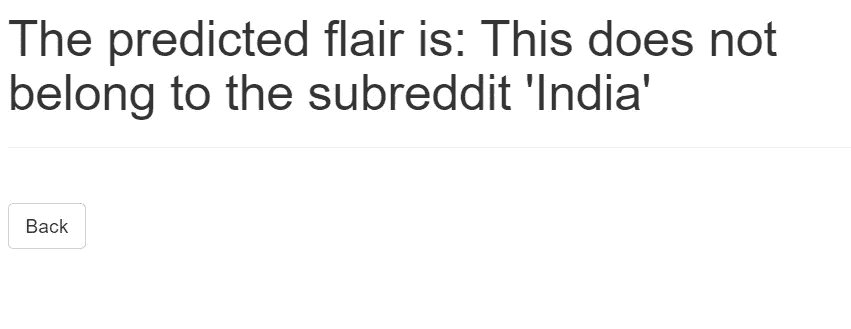 The predicted flair is: This does not
belong to the subreddit 'India'
Back